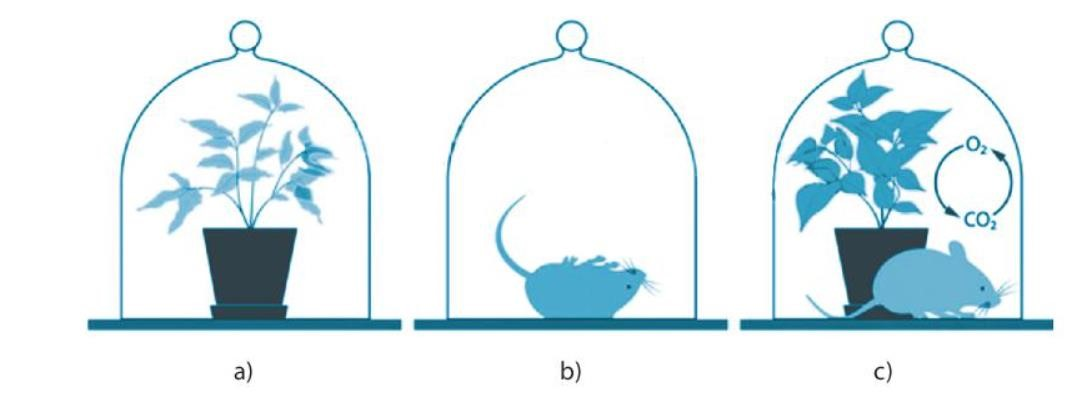 O₂
CO₂
a) b) c)